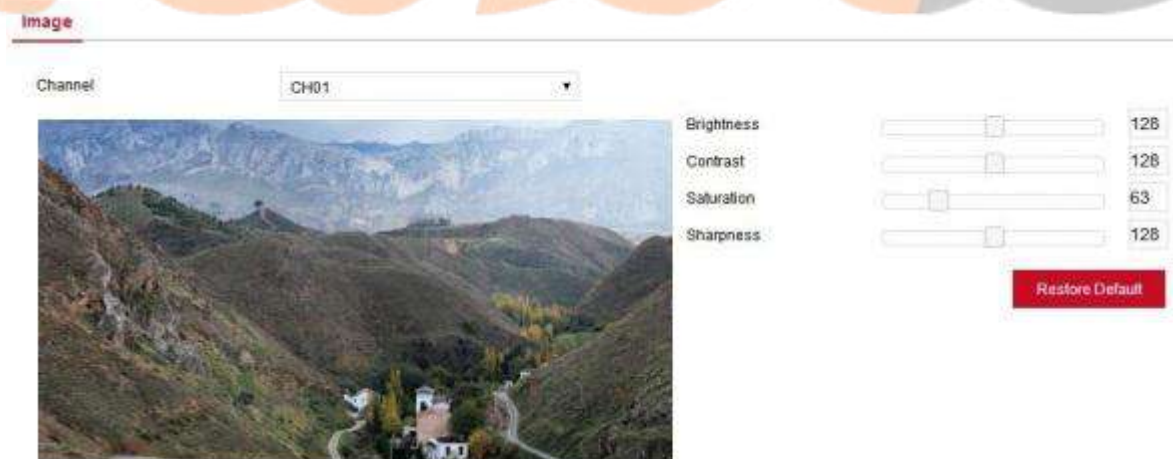 Image
Channel CH01
Brightness 128
Contrast 128
Saturation 63
Sharpness 128
Restore Default